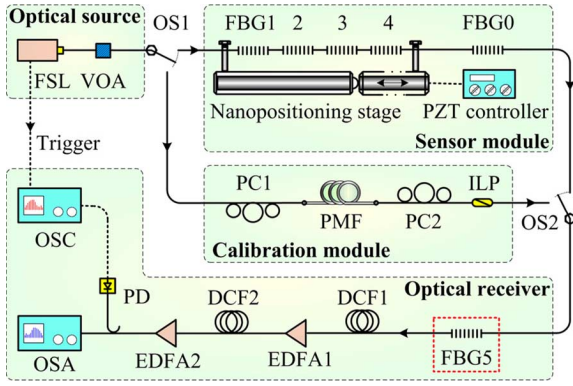 Optical source
OS1
FBG1 2 3 4 FBG0
FSL VOA
Nanopositioning stage PZT controller
Sensor module
Trigger
PC1 PMF PC2 ILP
OS2
Calibration module
OSC
PD
Optical receiver
DCF2 DCF1
OSA
EDFA2 EDFA1
FBG5